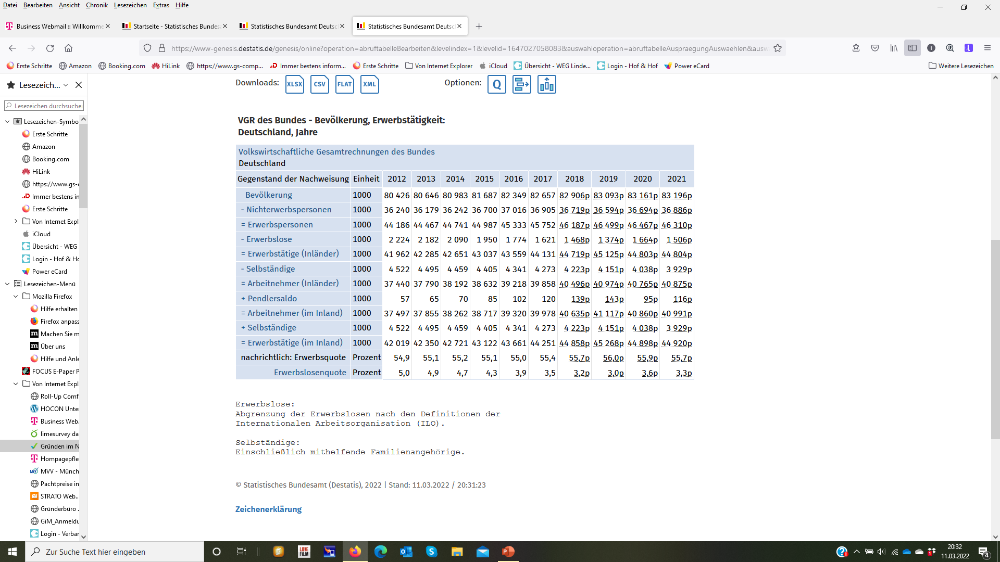 Datei Bearbeiten Ansicht Chronik Lesezeichen Extras Hilfe
Business Webmail :: Willkomme
Startseite - Statistisches Bundes
Statistisches Bundesamt Deutsc
Statistisches Bundesamt Deutsc
https://www-genesis.destatis.de/genesis/online?operation=abruftabelleBearbeiten&levelindex=1&levelid=1647027058083&auswahloperation=abruftabelleAuspraegungAuswaehlen&ausw
Erste Schritte Amazon Booking.com HiLink https://www.gs-comp... Immer bestens inform... Erste Schritte Von Internet Explorer iCloud Übersicht - WEG Linde... Login - Hof & Hof Power eCard Weitere Lesezeichen
Lesezeich...
Lesezeichen durchsuchen
Lesezeichen-Symbo
Erste Schritte
Amazon
Booking.com
HiLink
https://www.gs-c
Immer bestens in
Erste Schritte
Von Internet Expl
iCloud
Übersicht - WEG
Login - Hof & Ho
Power eCard
Lesezeichen-Menü
Mozilla Firefox
Hilfe erhalten
Firefox anpass
Machen Sie m
Über uns
Hilfe und Anle
FOCUS E-Paper P
Von Internet Expl
Roll-Up Comf
HOCON Unter
Business Web.
limesurvey da
Gründen im N
Hompagepfle
MVV - Münch
Pachtpreise in
STRATO Web...
Gründerbüro .
GiM_Anmeldu
Login - Verbar
Downloads: XLSX CSV FLAT XML Optionen: Q
VGR des Bundes - Bevölkerung, Erwerbstätigkeit:
Deutschland, Jahre
Volkswirtschaftliche Gesamtrechnungen des Bundes
Deutschland
Gegenstand der Nachweisung Einheit 2012 2013 2014 2015 2016 2017 2018 2019 2020 2021
Bevölkerung 1000 80 426 80 646 80 983 81 687 82 349 82 657 82 906p 83 093p 83 161p 83 196p
- Nichterwerbspersonen 1000 36 240 36 179 36 242 36 700 37 016 36 905 36 719p 36 594p 36 694p 36 886p
= Erwerbspersonen 1000 44 186 44 467 44 741 44 987 45 333 45 752 46 187p 46 499p 46 467p 46 310p
- Erwerbslose 1000 2 224 2 182 2 090 1 950 1 774 1 621 1 468p 1 374p 1 664p 1 506p
= Erwerbstätige (Inländer) 1000 41 962 42 285 42 651 43 037 43 559 44 131 44 719p 45 125p 44 803p 44 804p
- Selbständige 1000 4 522 4 495 4 459 4 405 4 341 4 273 4 223p 4 151p 4 038p 3 929p
= Arbeitnehmer (Inländer) 1000 37 440 37 790 38 192 38 632 39 218 39 858 40 496p 40 974p 40 765p 40 875p
+ Pendlersaldo 1000 57 65 70 85 102 120 139p 143p 95p 116p
= Arbeitnehmer (im Inland) 1000 37 497 37 855 38 262 38 717 39 320 39 978 40 635p 41 117p 40 860p 40 991p
+ Selbständige 1000 4 522 4 495 4 459 4 405 4 341 4 273 4 223p 4 151p 4 038p 3 929p
= Erwerbstätige (im Inland) 1000 42 019 42 350 42 721 43 122 43 661 44 251 44 858p 45 268p 44 898p 44 920p
nachrichtlich: Erwerbsquote Prozent 54,9 55,1 55,2 55,1 55,0 55,4 55,7p 56,0p 55,9p 55,7p
Erwerbslosenquote Prozent 5,0 4,9 4,7 4,3 3,9 3,5 3,2p 3,0p 3,6p 3,3p
Erwerbslose:
Abgrenzung der Erwerbslosen nach den Definitionen der
Internationalen Arbeitsorganisation (ILO).
Selbständige:
Einschließlich mithelfende Familienangehörige.
© Statistisches Bundesamt (Destatis), 2022 | Stand: 11.03.2022 / 20:31:23
Zeichenerklärung
Zur Suche Text hier eingeben
LOVE
FILM
20:32
11.03.2022
4